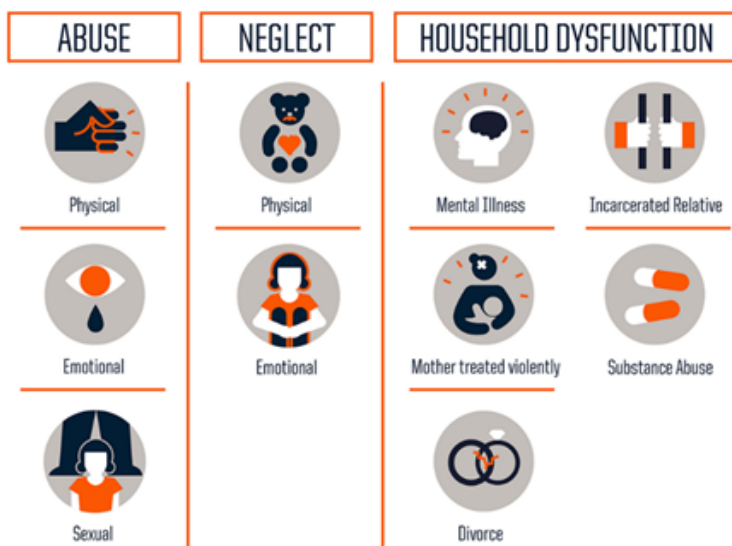 ABUSE
NEGLECT
HOUSEHOLD DYSFUNCTION
Physical
Physical
Mental Illness
Incarcerated Relative
Emotional
Emotional
Mother treated violently
Substance Abuse
Sexual
Divorce